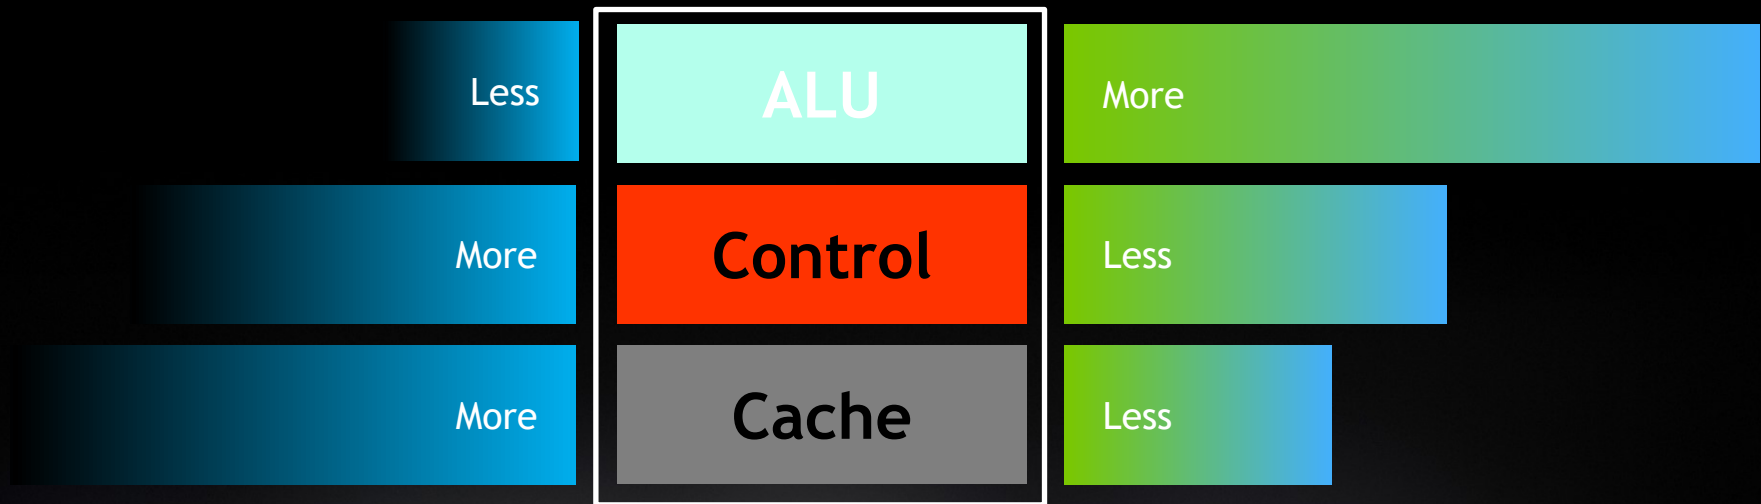 Less
ALU
More
More
Control
Less
More
Cache
Less